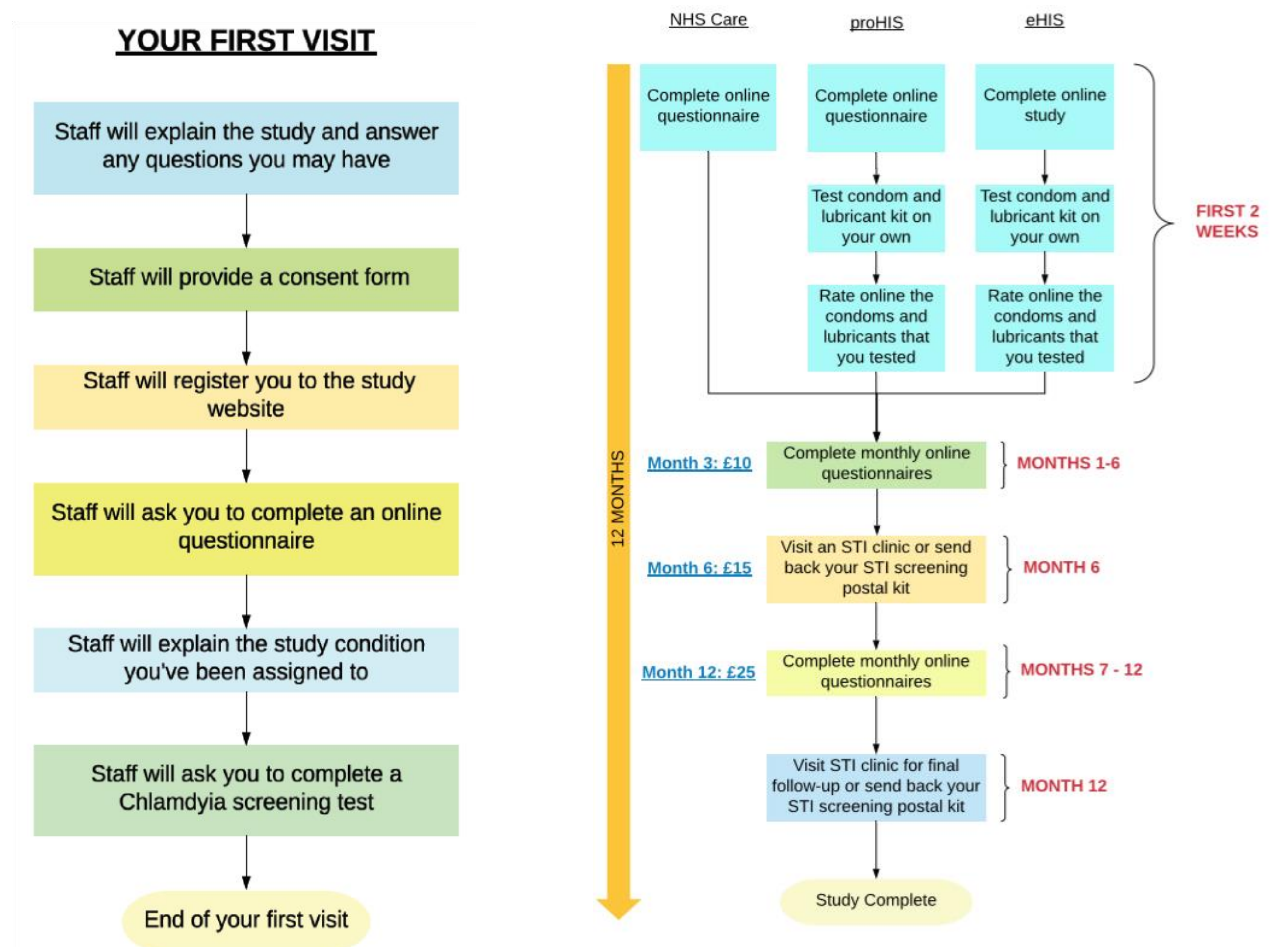 YOUR FIRST VISIT
Staff will explain the study and answer
any questions you may have
Staff will provide a consent form
Staff will register you to the study
website
Staff will ask you to complete an online
questionnaire
Staff will explain the study condition
you've been assigned to
Staff will ask you to complete a
Chlamdyia screening test
End of your first visit
NHS Care
proHIS
eHIS
12 MONTHS
Complete online
questionnaire
Complete online
questionnaire
Complete online
study
Test condom and
lubricant kit on
your own
Test condom and
lubricant kit on
your own
Rate online the
condoms and
lubricants that
you tested
Rate online the
condoms and
lubricants that
you tested
FIRST 2
WEEKS
Month 3: £10
Complete monthly online
questionnaires
MONTHS 1-6
Month 6: £15
Visit an STI clinic or send
back your STI screening
postal kit
MONTH 6
Month 12: £25
Complete monthly online
questionnaires
MONTHS 7 - 12
Visit STI clinic for final
follow-up or send back your
STI screening postal kit
MONTH 12
Study Complete